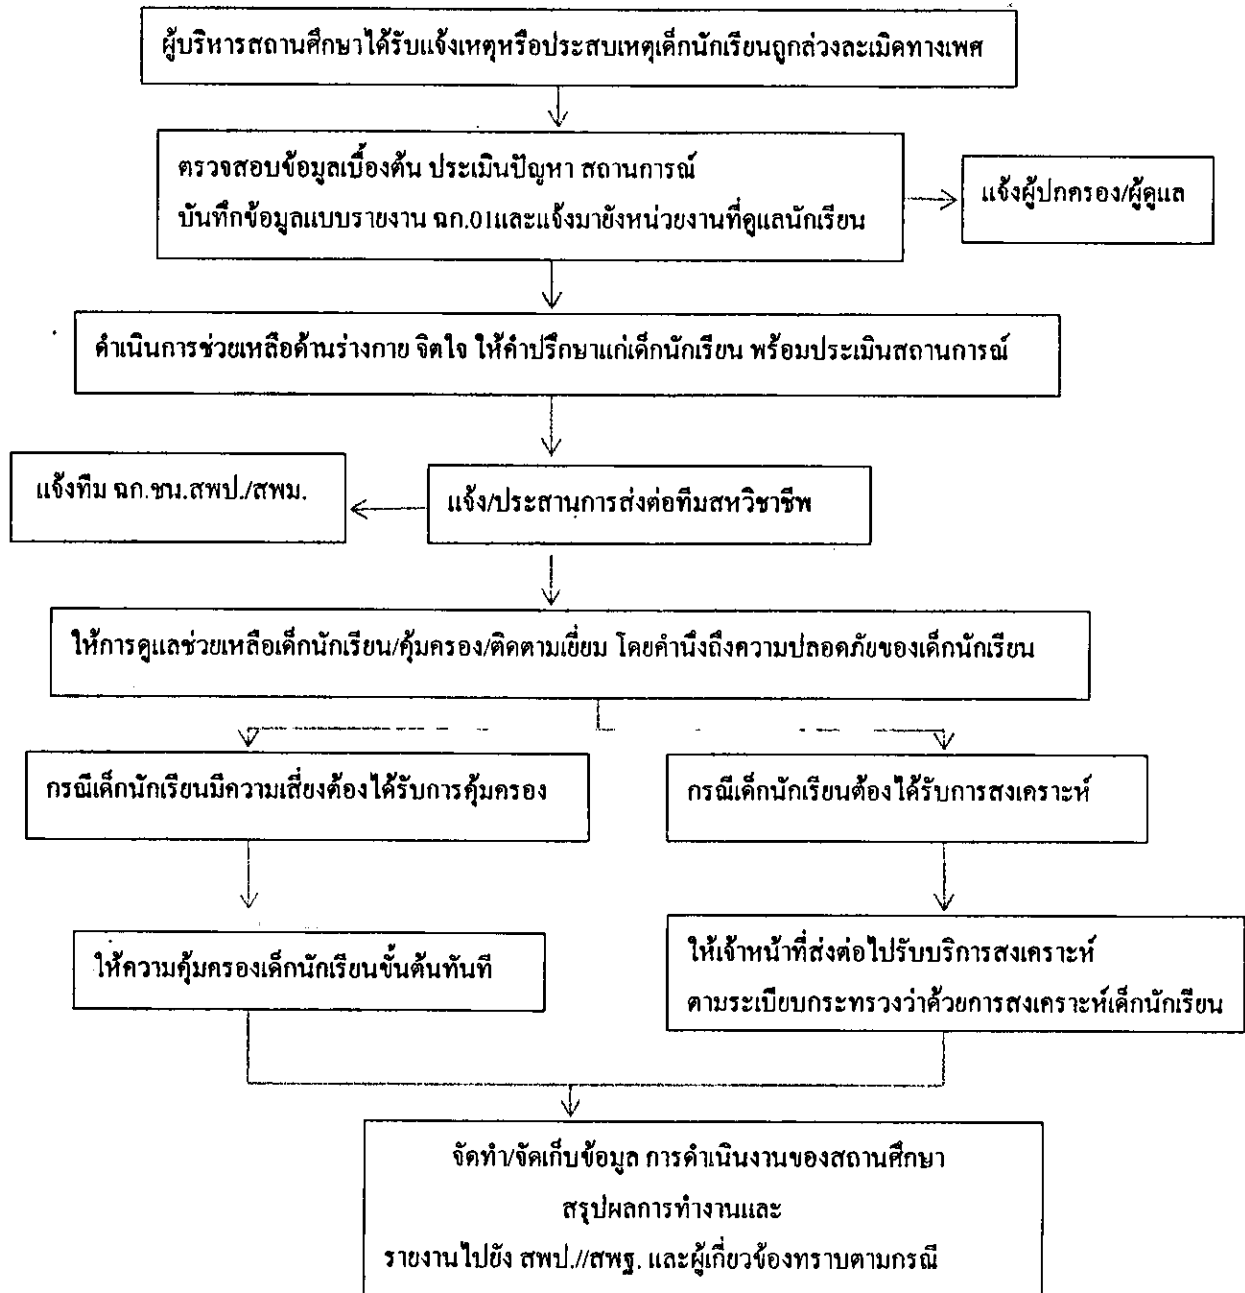 ผู้บริหารสถานศึกษาได้รับแจ้งเหตุหรือประสบเหตุเด็กนักเรียนถูกล่วงละเมิดทางเพศ
ตรวจสอบข้อมูลเบื้องต้น ประเมินปัญหา สถานการณ์
บันทึกข้อมูลแบบรายงาน ฉก.01และแจ้งมายังหน่วยงานที่ดูแลนักเรียน
แจ้งผู้ปกครอง/ผู้ดูแล
ดำเนินการช่วยเหลือด้านร่างกาย จิตใจ ให้คำปรึกษาแก่เด็กนักเรียน พร้อมประเมินสถานการณ์
แจ้งทีม ฉก.ชน.สพป./สพม.
แจ้ง/ประสานการส่งต่อทีมสหวิชาชีพ
ให้การดูแลช่วยเหลือเด็กนักเรียน/คุ้มครอง/ติดตามเยี่ยม โดยคำนึงถึงความปลอดภัยของเด็กนักเรียน
กรณีเด็กนักเรียนมีความเสี่ยงต้องได้รับการคุ้มครอง
กรณีเด็กนักเรียนต้องได้รับการสงเคราะห์
ให้ความคุ้มครองเด็กนักเรียนขั้นต้นทันที
ให้เจ้าหน้าที่ส่งต่อไปรับบริการสงเคราะห์
ตามระเบียบกระทรวงว่าด้วยการสงเคราะห์เด็กนักเรียน
จัดทำ/จัดเก็บข้อมูล การดำเนินงานของสถานศึกษา
สรุปผลการทำงานและ
รายงานไปยัง สพป.//สพฐ. และผู้เกี่ยวข้องทราบตามกรณี